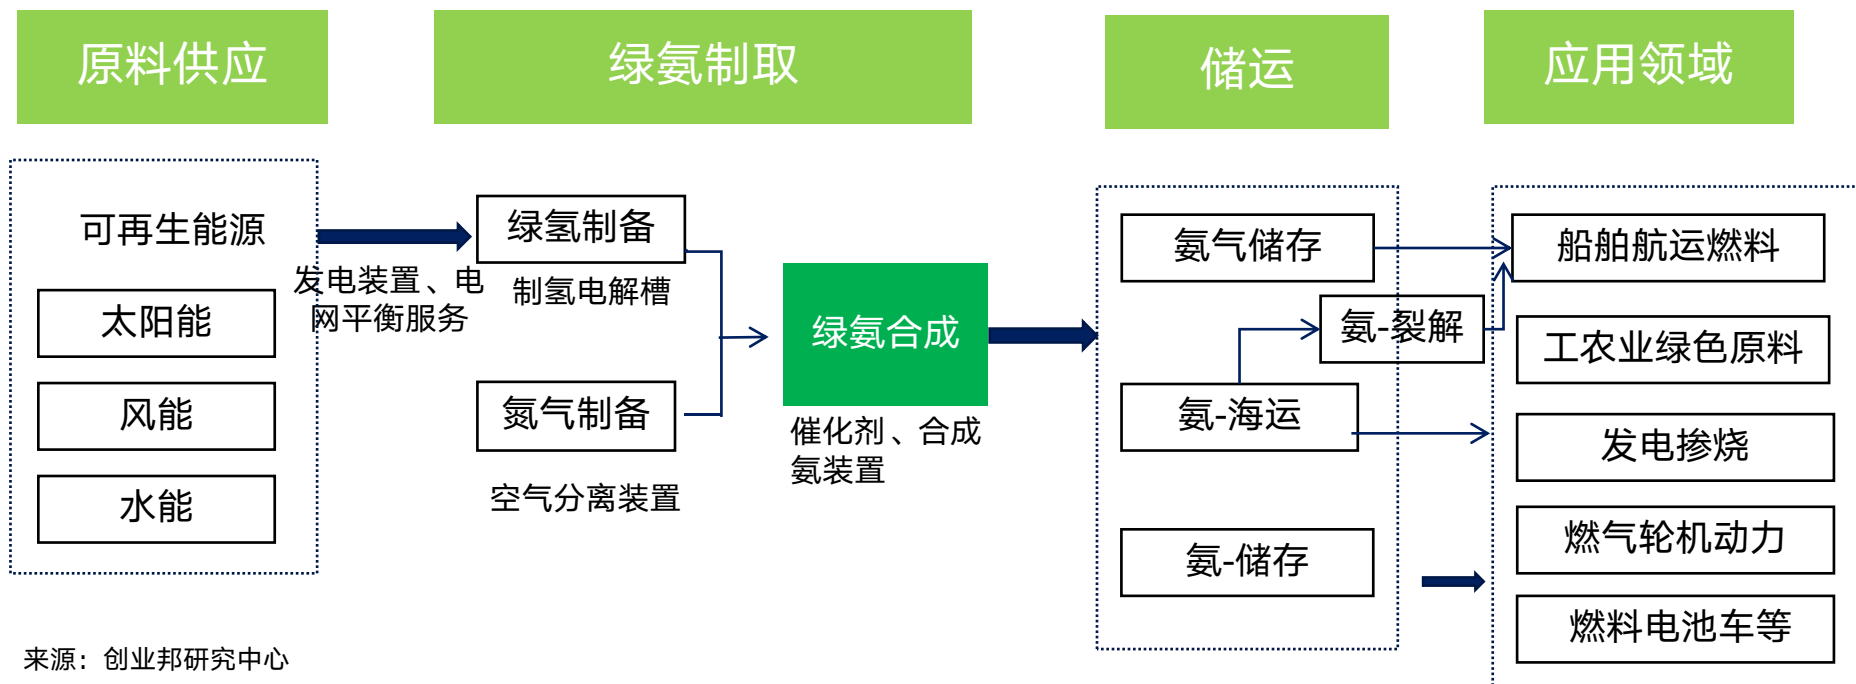 原料供应
绿氨制取
储运
应用领域
可再生能源
太阳能
风能
水能
发电装置、电
网平衡服务
绿氢制备
制氢电解槽
氮气制备
空气分离装置
绿氨合成
催化剂、合成
氨装置
氨气储存
氨-裂解
氨-海运
氨-储存
船舶航运燃料
工农业绿色原料
发电掺烧
燃气轮机动力
燃料电池车等
来源：创业邦研究中心